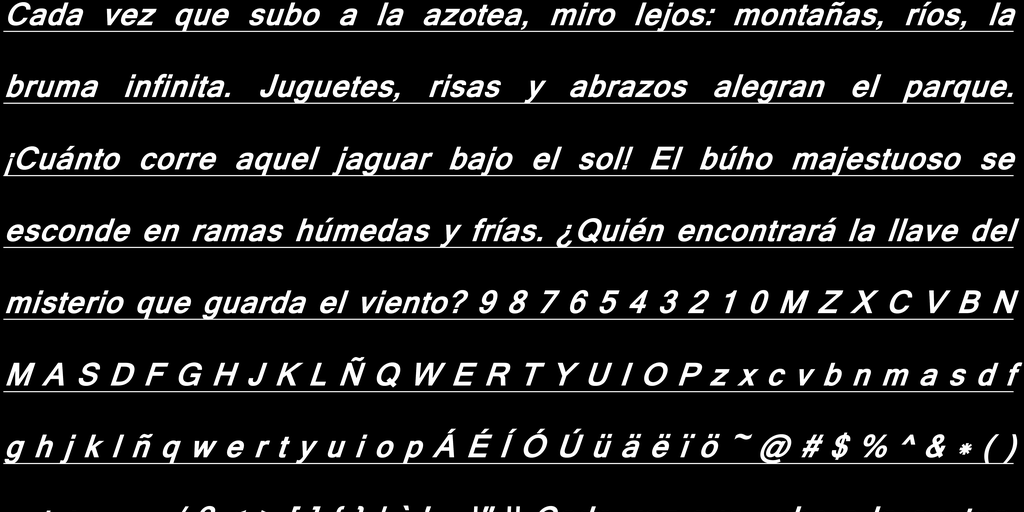 Cada vez que subo a la azotea, miro lejos: montañas, ríos, la
bruma infinita. Juguetes, risas y abrazos alegran el parque.
¡Cuánto corre aquel jaguar bajo el sol! El búho majestuoso se
esconde en ramas húmedas y frías. ¿Quién encontrará la llave del
misterio que guarda el viento? 9 8 7 6 5 4 3 2 1 0 M Z X C V B N
M A S D F G H J K L Ñ Q W E R T Y U I O P z x c v b n m a s d f
g h j k l ñ q w e r t y u i o p Á É Í Ó Ú ü ä ë ï ö ~ @ # $ % ^ & * ( )